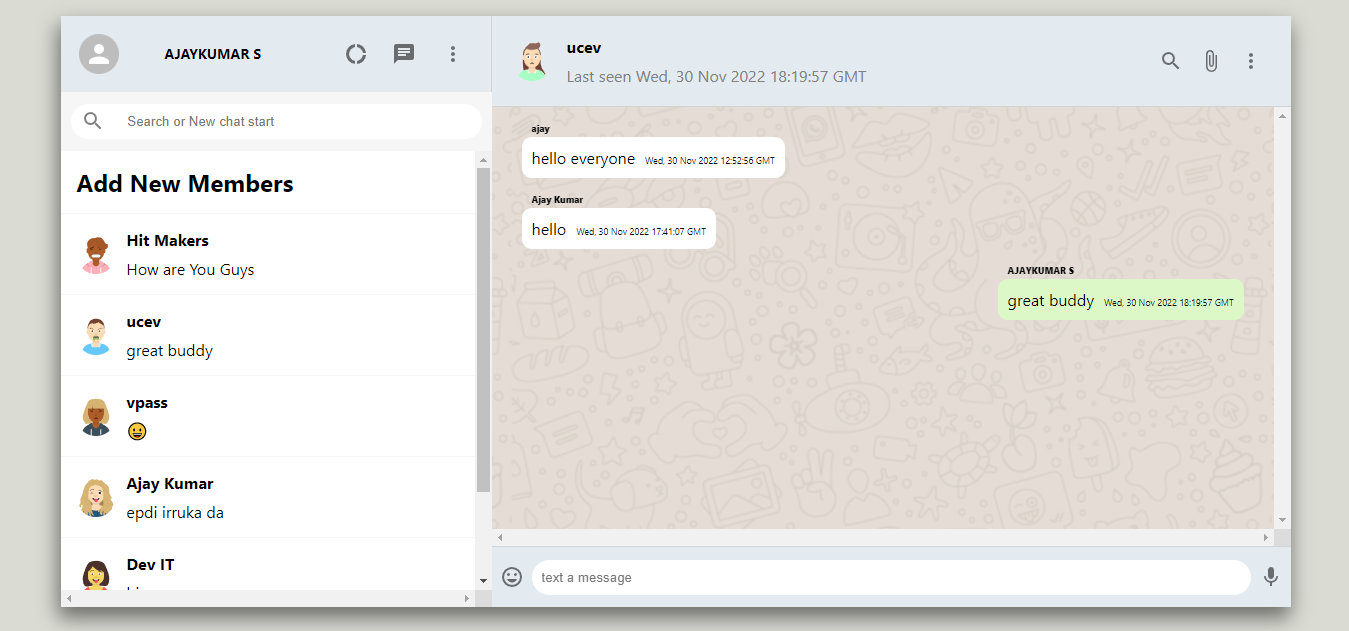 AJAYKUMAR S
Search or New chat start
Add New Members
Hit Makers
How are You Guys
ucev
great buddy
vpass
😀
Ajay Kumar
epdi irruka da
Dev IT
ucev
Last seen Wed, 30 Nov 2022 18:19:57 GMT
ajay
hello everyone Wed, 30 Nov 2022 12:52:56 GMT
Ajay Kumar
hello Wed, 30 Nov 2022 17:41:07 GMT
AJAYKUMAR S
great buddy Wed, 30 Nov 2022 18:19:57 GMT
text a message